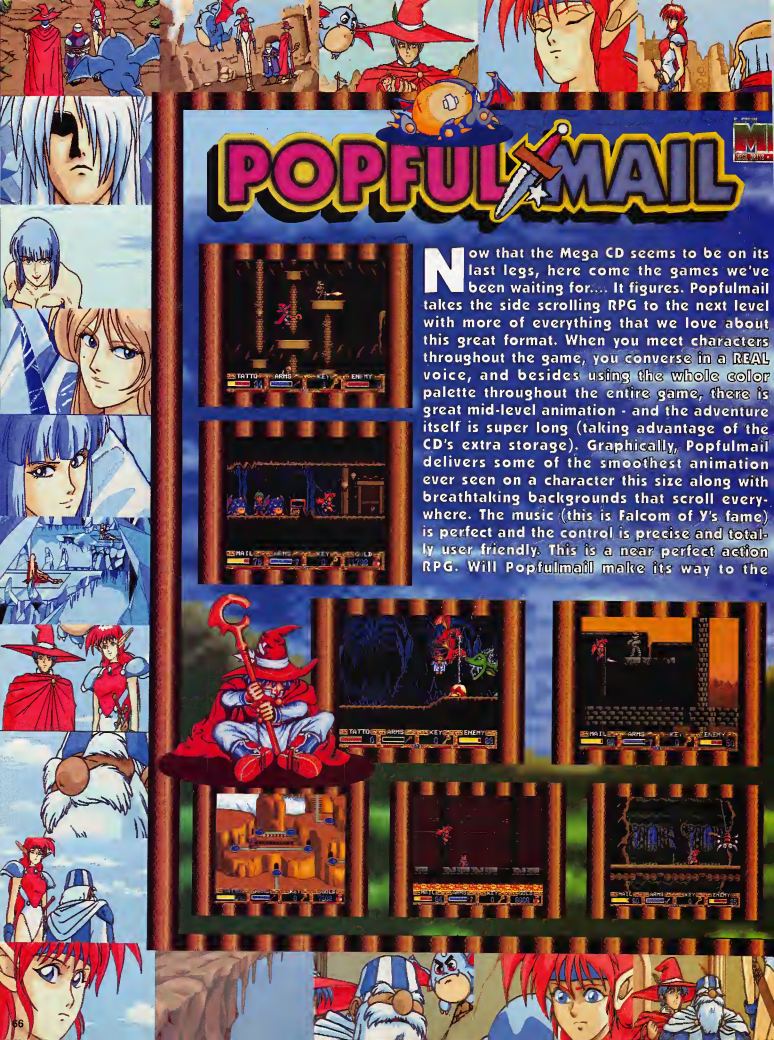 POPFUL MAIL
Now that the Mega CD seems to be on its
last legs, here come the games we've
been waiting for.... It figures. Popfulmail
takes the side scrolling RPG to the next level
with more of everything that we love about
this great format. When you meet characters
throughout the game, you converse in a REAL
voice, and besides using the whole color
palette throughout the entire game, there is
great mid-level animation - and the adventure
itself is super long (taking advantage of the
CD's extra storage). Graphically, Popfulmail
delivers some of the smoothest animation
ever seen on a character this size along with
breathtaking backgrounds that scroll every-
where. The music (this is Falcom of Y's fame)
is perfect and the control is precise and total-
ly user friendly. This is a near perfect action
RPG. Will Popfulmail make its way to the
TATTO ARMS KEY ENEMY
MAIL ARMS KEY GOLD
TATTO ARMS KEY ENEMY
MAIL ARMS KEY ENEMY
TATTO ARMS KEY GOLD
MAIL ARMS KEY GOLD
MAIL ARMS KEY ENEMY
66